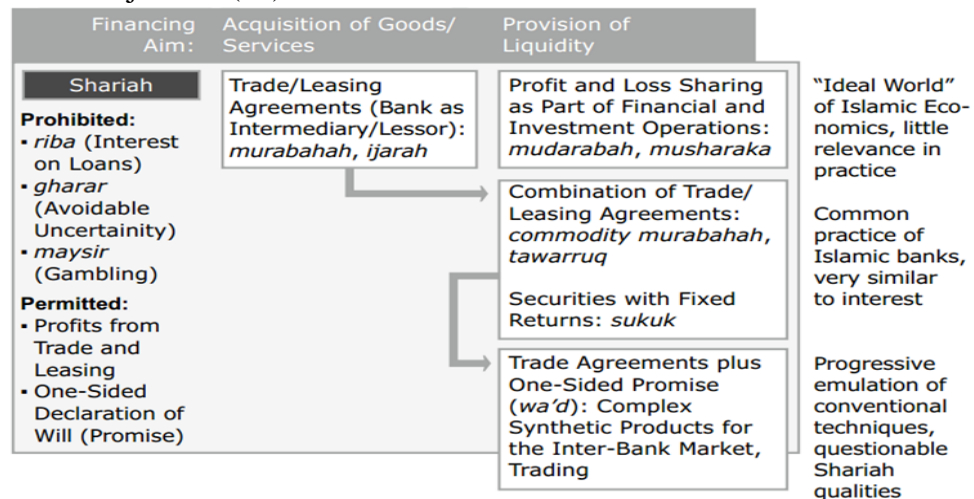 Financing
Aim:
Acquisition of Goods/
Services
Provision of
Liquidity
Shariah
Prohibited:
▪ riba (Interest
on Loans)
▪ gharar
(Avoidable
Uncertainity)
▪ maysir
(Gambling)
Permitted:
▪ Profits from
Trade and
Leasing
▪ One-Sided
Declaration of
Will (Promise)
Trade/Leasing
Agreements (Bank as
Intermediary/Lessor):
murabahah, ijarah
Profit and Loss Sharing
as Part of Financial and
Investment Operations:
mudarabah, musharaka
"Ideal World"
of Islamic Eco-
nomics, little
relevance in
practice
Combination of Trade/
Leasing Agreements:
commodity murabahah,
tawarruq
Securities with Fixed
Returns: sukuk
Common
practice of
Islamic banks,
very similar
to interest
Trade Agreements plus
One-Sided Promise
(wa’d): Complex
Synthetic Products for
the Inter-Bank Market,
Trading
Progressive
emulation of
conventional
techniques,
questionable
Shariah
qualities